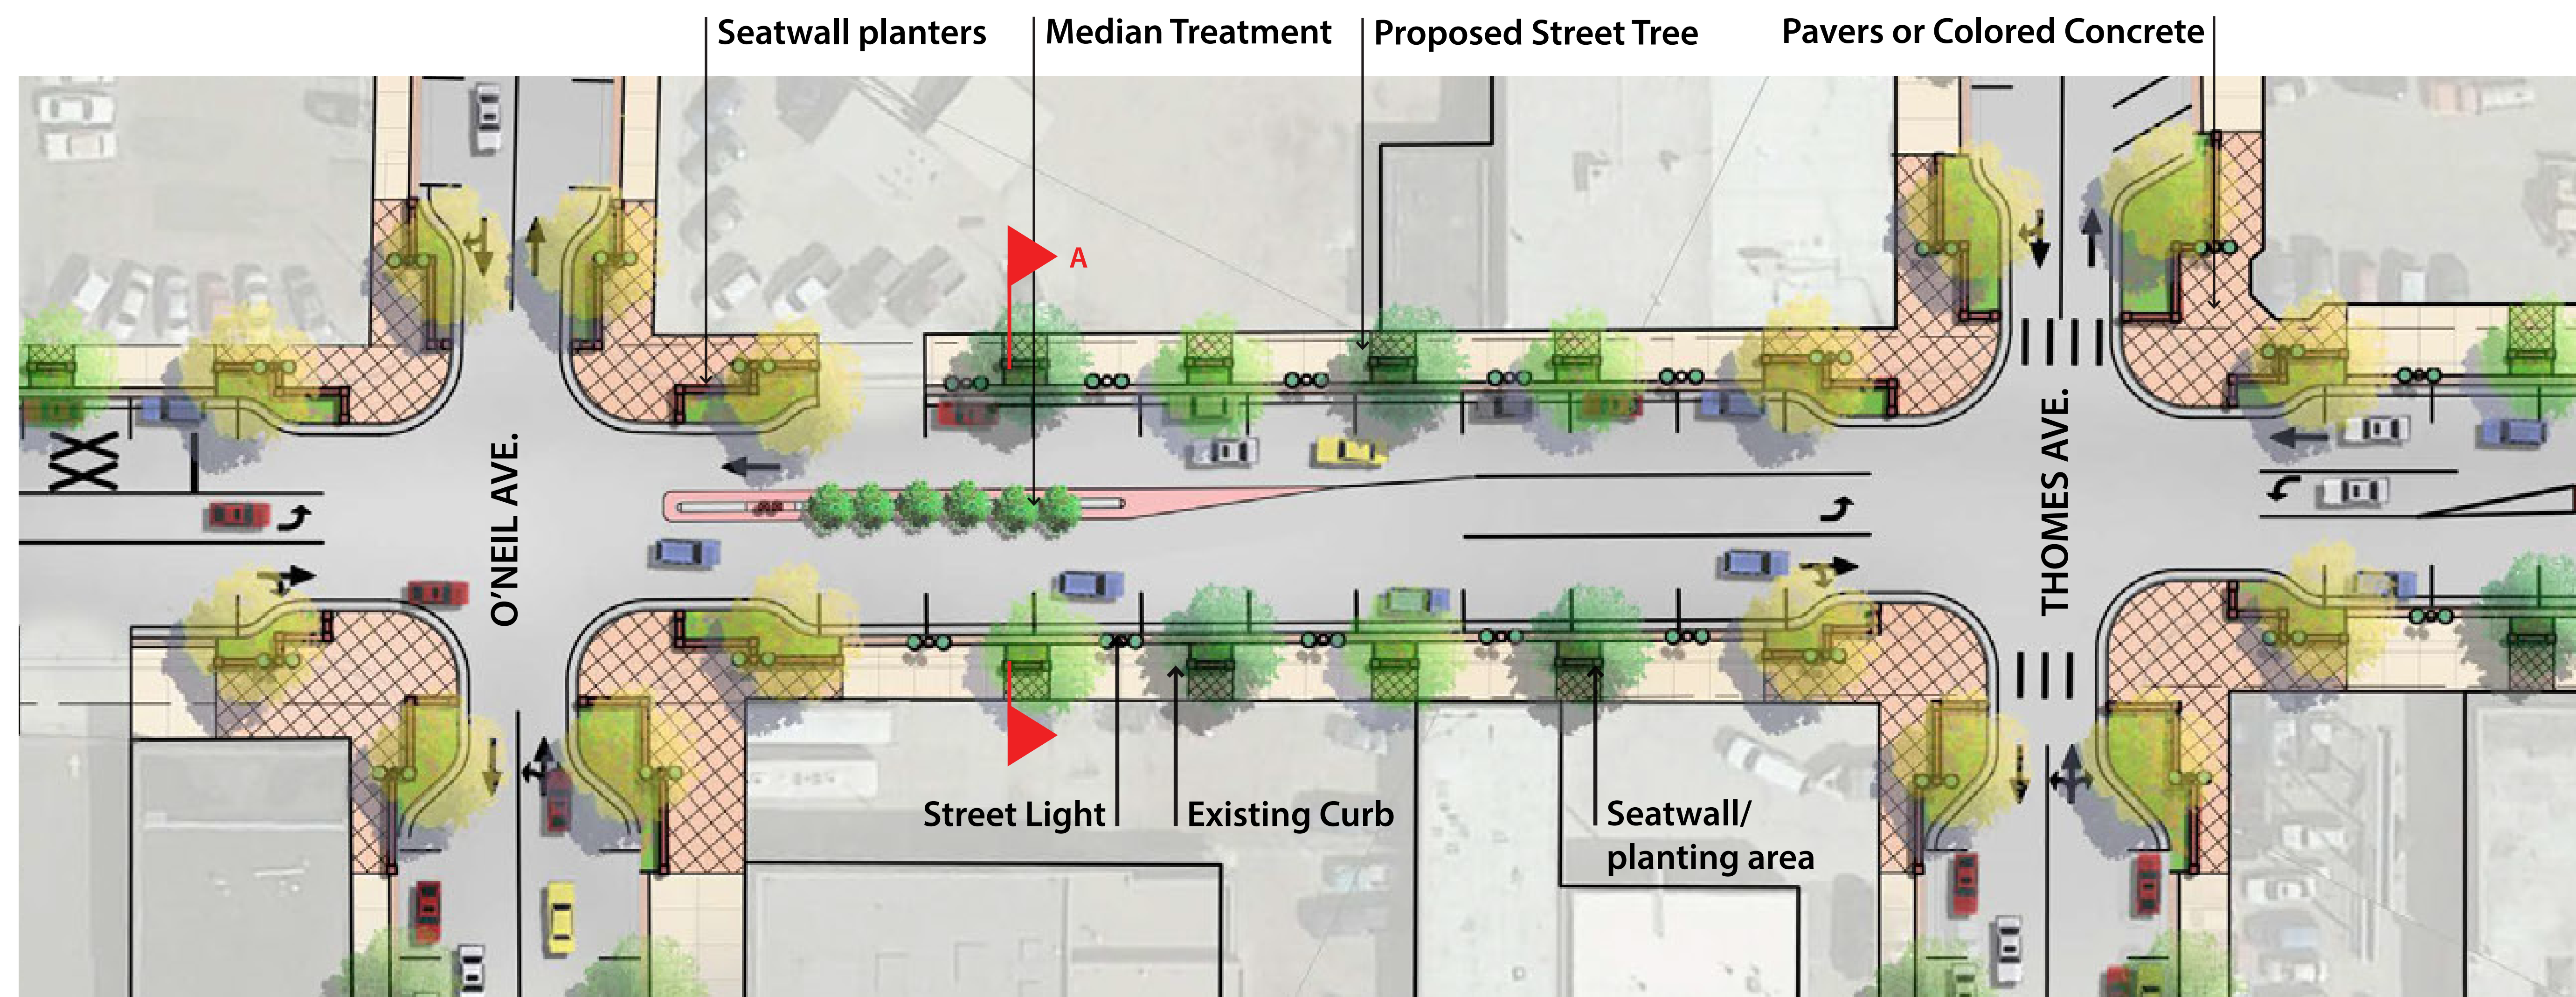 Seatwall planters
Median Treatment
Proposed Street Tree
Pavers or Colored Concrete
A
O'NEIL AVE.
THOMES AVE.
Street Light
Existing Curb
Seatwall/
planting area